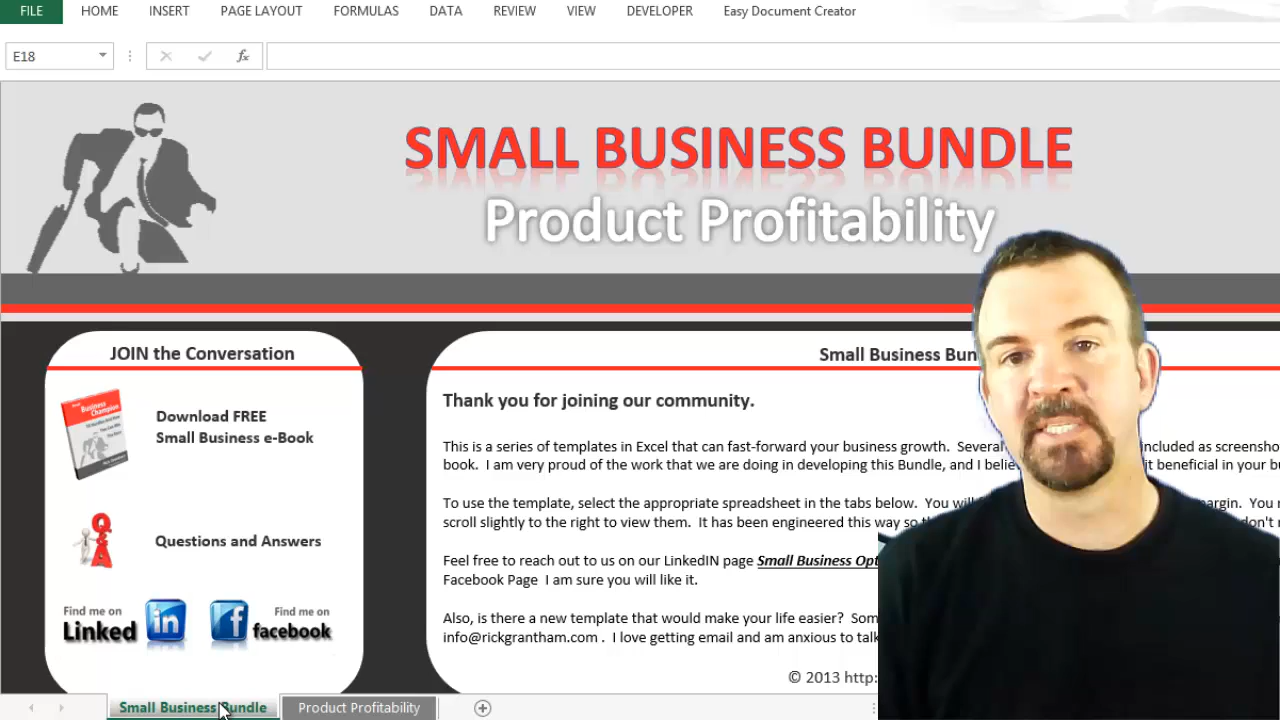 FILE HOME INSERT PAGE LAYOUT FORMULAS DATA REVIEW VIEW DEVELOPER Easy Document Creator
E18 fx
SMALL BUSINESS BUNDLE
Product Profitability
JOIN the Conversation
Business
Champion
Download FREE
Small Business e-Book
Q&A
Questions and Answers
Find me on
Linked in
Find me on
f facebook
Small Business Bun
Thank you for joining our community.
This is a series of templates in Excel that can fast-forward your business growth. Several included as screensho
book. I am very proud of the work that we are doing in developing this Bundle, and I belie it beneficial in your bu
To use the template, select the appropriate spreadsheet in the tabs below. You will margin. You
scroll slightly to the right to view them. It has been engineered this way so don't
Feel free to reach out to us on our LinkedIN page Small Business Opt
Facebook Page I am sure you will like it.
Also, is there a new template that would make your life easier? Som
info@rickgrantham.com . I love getting email and am anxious to talk
© 2013 http:
Small Business Bundle Product Profitability